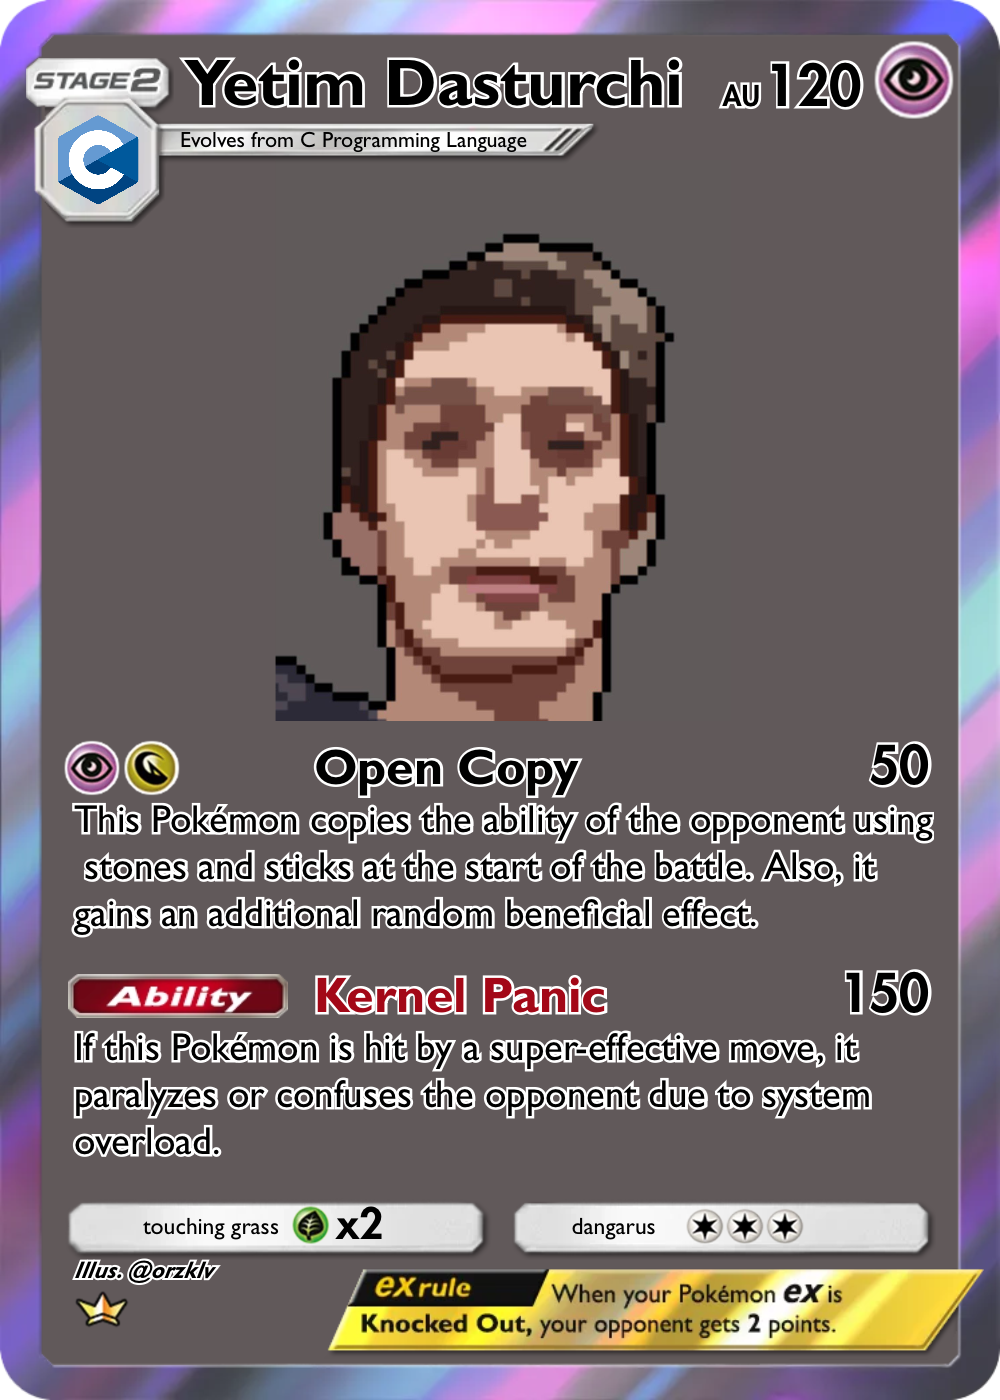 STAGE2 Yetim Dasturchi AU 120
C
Evolves from C Programming Language
Open Copy 50
This Pokémon copies the ability of the opponent using
stones and sticks at the start of the battle. Also, it
gains an additional random beneficial effect.
Ability Kernel Panic 150
If this Pokémon is hit by a super-effective move, it
paralyzes or confuses the opponent due to system
overload.
touching grass x2 dangarus
Illus. @orzklv
ex rule When your Pokémon ex is
Knocked Out, your opponent gets 2 points.